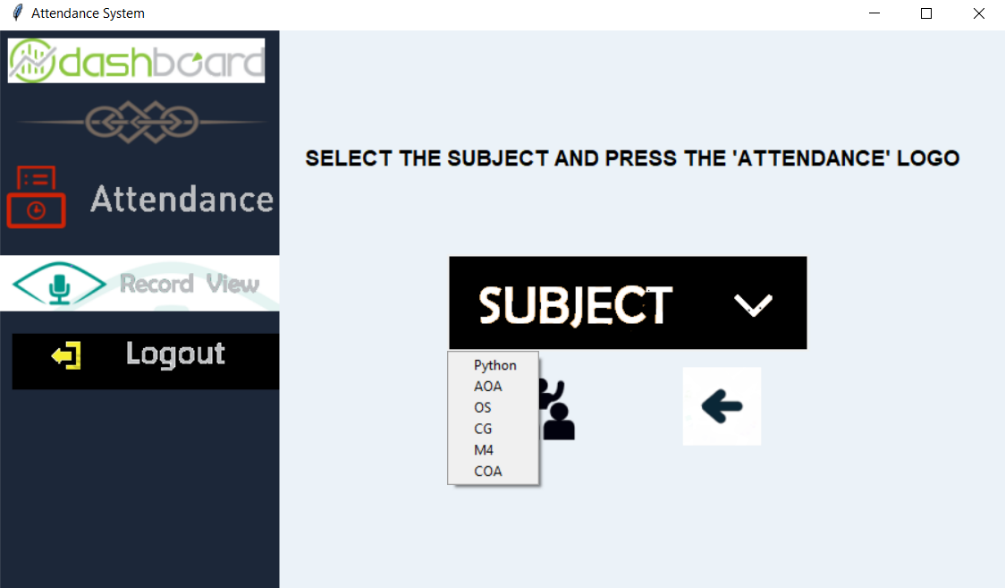 Attendance System
dashboard
Attendance
Record View
Logout
SELECT THE SUBJECT AND PRESS THE 'ATTENDANCE' LOGO
SUBJECT
Python
AOA
OS
CG
M4
COA